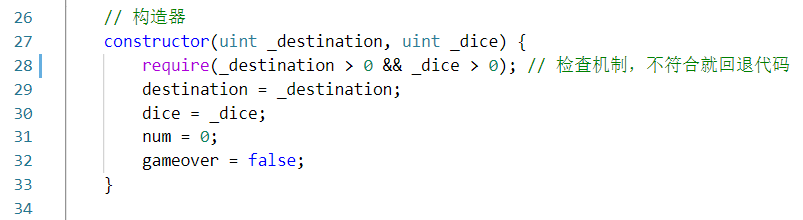 26 // 构造器
27 constructor(uint _destination, uint _dice) {
28 require(_destination > 0 && _dice > 0); // 检查机制，不符合就回退代码
29 destination = _destination;
30 dice = _dice;
31 num = 0;
32 gameover = false;
33 }
34